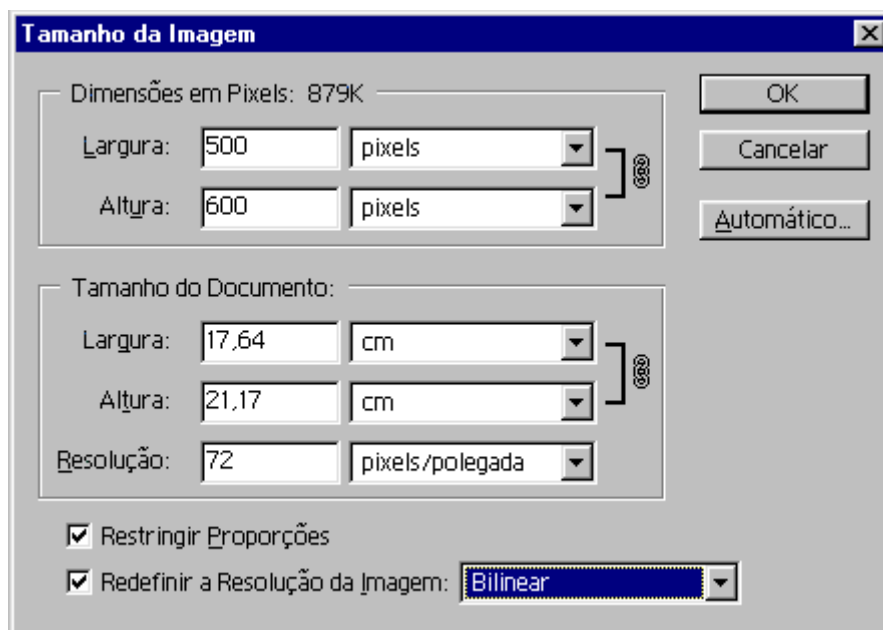 Tamanho da Imagem
Dimensões em Pixels: 879K
Largura: 500 pixels
Altura: 600 pixels
OK
Cancelar
Automático...
Tamanho do Documento:
Largura: 17,64 cm
Altura: 21,17 cm
Resolução: 72 pixels/polegada
Restringir Proporções
Redefinir a Resolução da Imagem: Bilinear